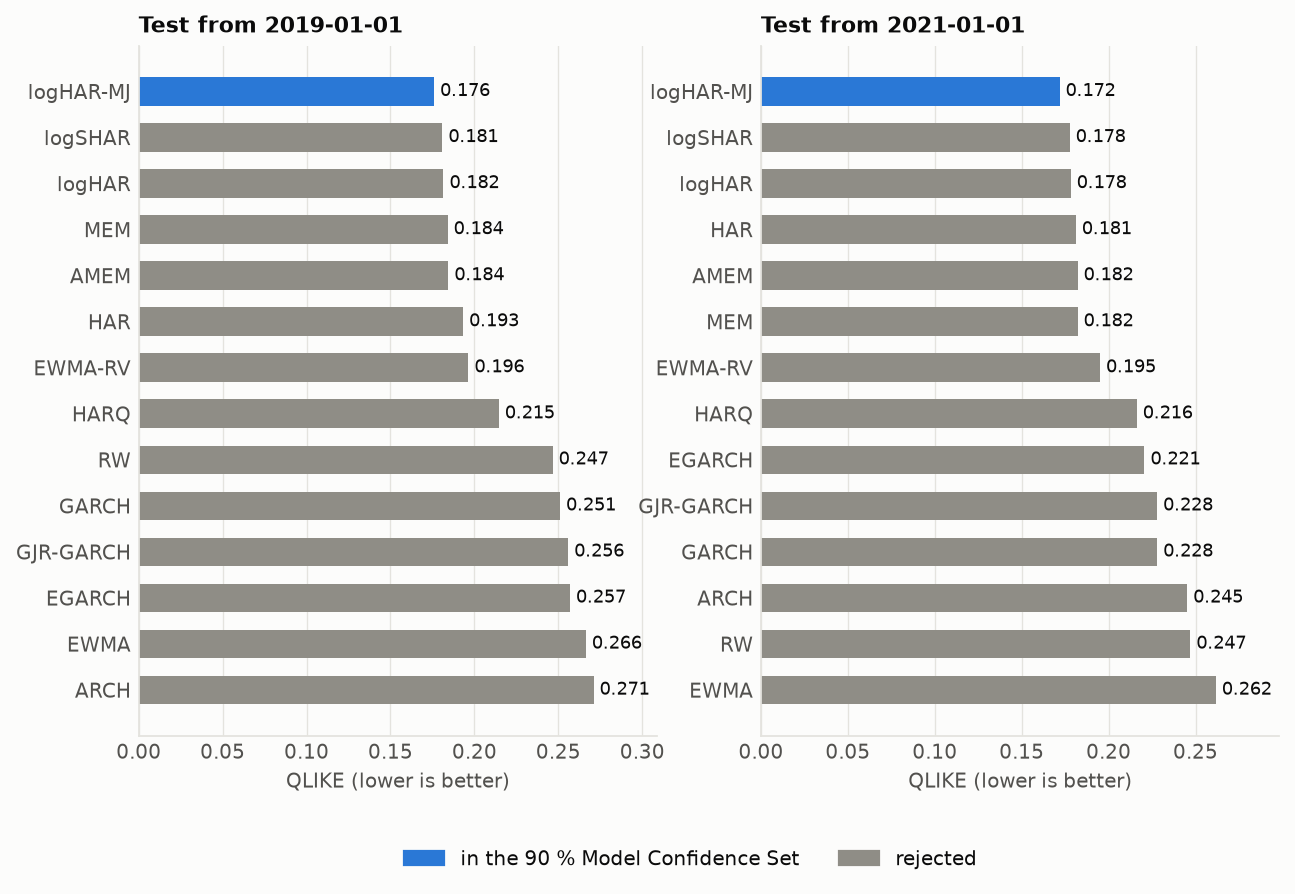 Test from 2019-01-01
logHAR-MJ 0.176
logSHAR 0.181
logHAR 0.182
MEM 0.184
AMEM 0.184
HAR 0.193
EWMA-RV 0.196
HARQ 0.215
RW 0.247
GARCH 0.251
GJR-GARCH 0.256
EGARCH 0.257
EWMA 0.266
ARCH 0.271
0.00 0.05 0.10 0.15 0.20 0.25 0.30
QLIKE (lower is better)
Test from 2021-01-01
logHAR-MJ 0.172
logSHAR 0.178
logHAR 0.178
HAR 0.181
AMEM 0.182
MEM 0.182
EWMA-RV 0.195
HARQ 0.216
EGARCH 0.221
GJR-GARCH 0.228
GARCH 0.228
ARCH 0.245
RW 0.247
EWMA 0.262
0.00 0.05 0.10 0.15 0.20 0.25
QLIKE (lower is better)
in the 90 % Model Confidence Set
rejected